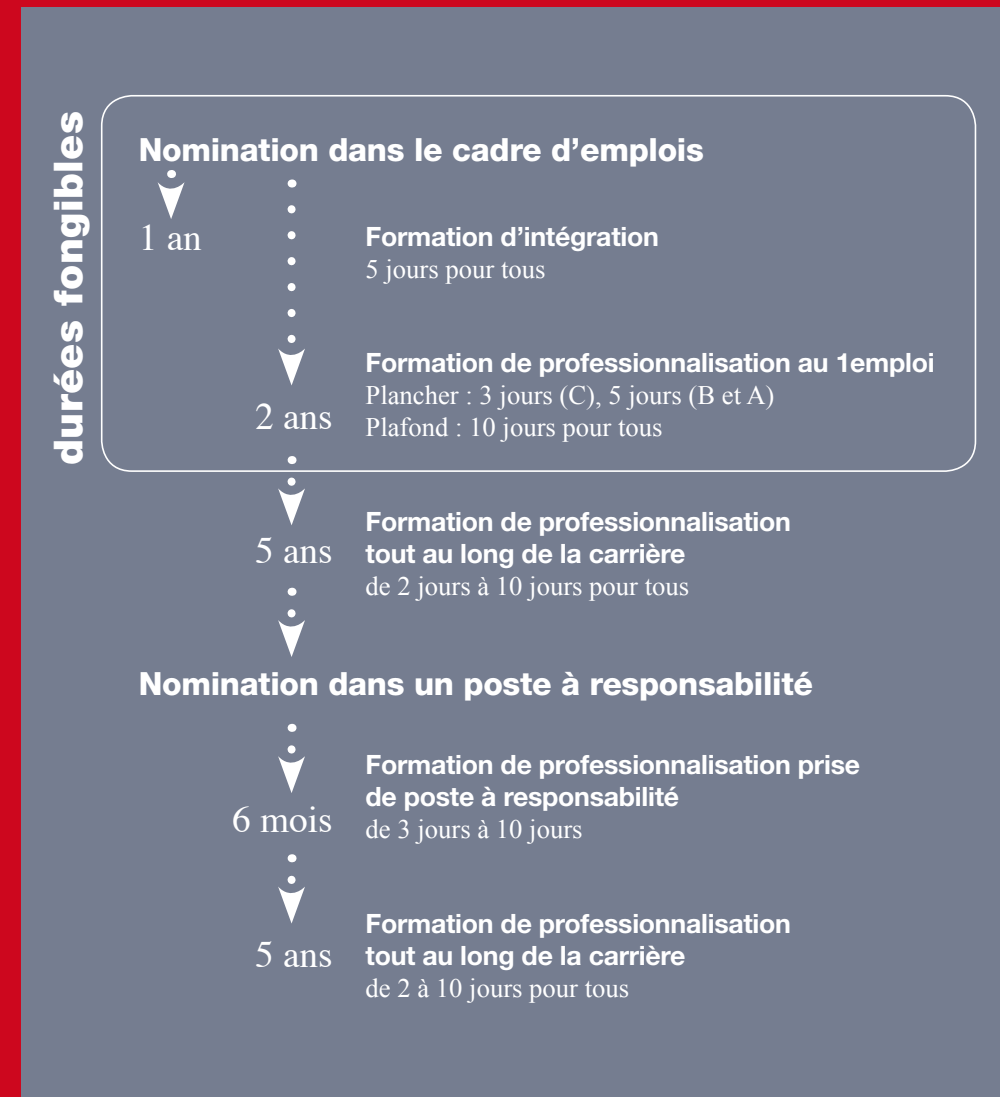 durées fongibles
Nomination dans le cadre d’emplois
1 an
Formation d’intégration
5 jours pour tous
Formation de professionnalisation au 1emploi
Plancher : 3 jours (C), 5 jours (B et A)
2 ans
Plafond : 10 jours pour tous
Formation de professionnalisation
5 ans
tout au long de la carrière
de 2 jours à 10 jours pour tous
Nomination dans un poste à responsabilité
Formation de professionnalisation prise
de poste à responsabilité
6 mois
de 3 jours à 10 jours
Formation de professionnalisation
5 ans
tout au long de la carrière
de 2 à 10 jours pour tous